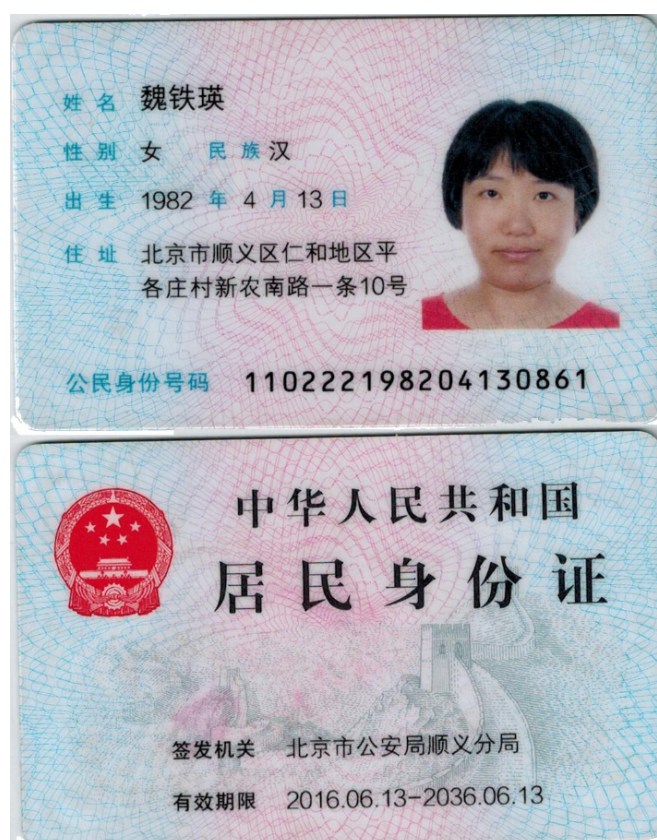 姓名 魏铁瑛
性别 女 民族 汉
出生 1982 年 4 月 13 日
住址 北京市顺义区仁和地区平
各庄村新农南路一条10号
公民身份号码 110222198204130861
中华人民共和国
居民身份证
签发机关 北京市公安局顺义分局
有效期限 2016.06.13-2036.06.13